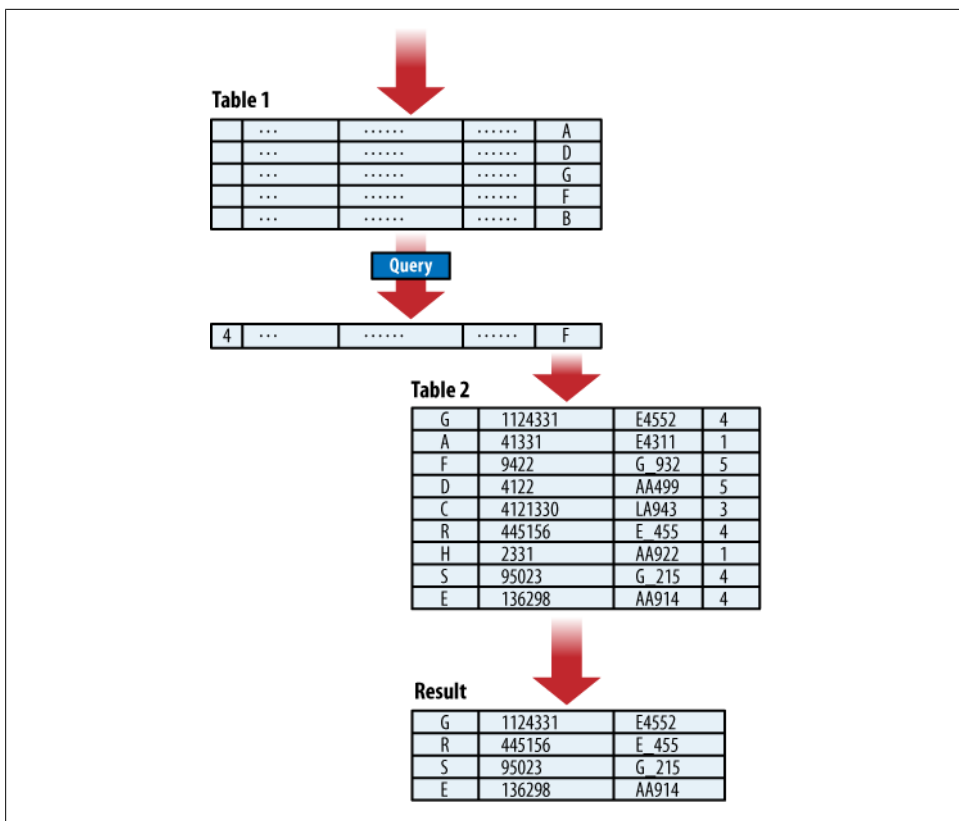 Table 1
... ...... ...... A
... ...... ...... D
... ...... ...... G
... ...... ...... F
... ...... ...... B
Query
4 ... ...... ...... F
Table 2
G 1124331 E4552 4
A 41331 E4311 1
F 9422 G_932 5
D 4122 AA499 5
C 4121330 LA943 3
R 445156 E_455 4
H 2331 AA922 1
S 95023 G_215 4
E 136298 AA914 4
Result
G 1124331 E4552
R 445156 E_455
S 95023 G_215
E 136298 AA914